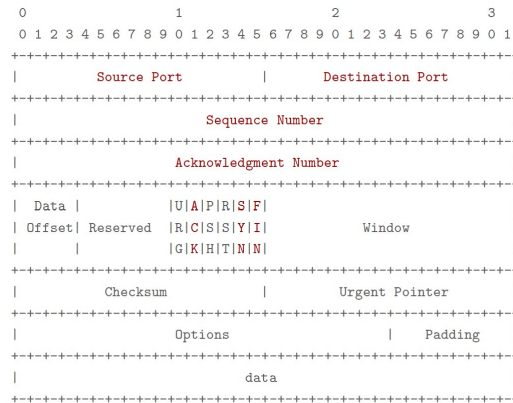 0                   1                   2                   3
 0 1 2 3 4 5 6 7 8 9 0 1 2 3 4 5 6 7 8 9 0 1 2 3 4 5 6 7 8 9 0 1
+-+-+-+-+-+-+-+-+-+-+-+-+-+-+-+-+-+-+-+-+-+-+-+-+-+-+-+-+-+-+-+-
|          Source Port          |       Destination Port
+-+-+-+-+-+-+-+-+-+-+-+-+-+-+-+-+-+-+-+-+-+-+-+-+-+-+-+-+-+-+-+-
|                        Sequence Number
+-+-+-+-+-+-+-+-+-+-+-+-+-+-+-+-+-+-+-+-+-+-+-+-+-+-+-+-+-+-+-+-
|                    Acknowledgment Number
+-+-+-+-+-+-+-+-+-+-+-+-+-+-+-+-+-+-+-+-+-+-+-+-+-+-+-+-+-+-+-+-
|  Data |           |U|A|P|R|S|F|
| Offset| Reserved  |R|C|S|S|Y|I|            Window
|       |           |G|K|H|T|N|N|
+-+-+-+-+-+-+-+-+-+-+-+-+-+-+-+-+-+-+-+-+-+-+-+-+-+-+-+-+-+-+-+-
|           Checksum            |         Urgent Pointer
+-+-+-+-+-+-+-+-+-+-+-+-+-+-+-+-+-+-+-+-+-+-+-+-+-+-+-+-+-+-+-+-
|                    Options                    |    Padding
+-+-+-+-+-+-+-+-+-+-+-+-+-+-+-+-+-+-+-+-+-+-+-+-+-+-+-+-+-+-+-+-
|                             data
+-+-+-+-+-+-+-+-+-+-+-+-+-+-+-+-+-+-+-+-+-+-+-+-+-+-+-+-+-+-+-+-